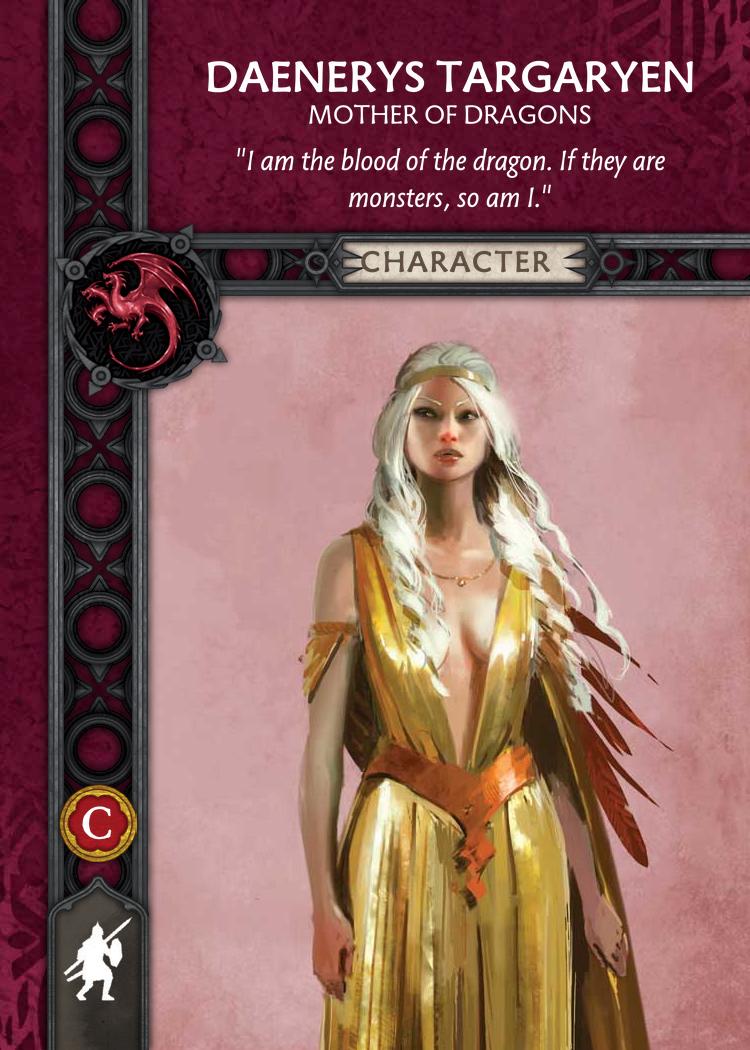 DAENERYS TARGARYEN
MOTHER OF DRAGONS
"I am the blood of the dragon. If they are
monsters, so am I."
CHARACTER
C